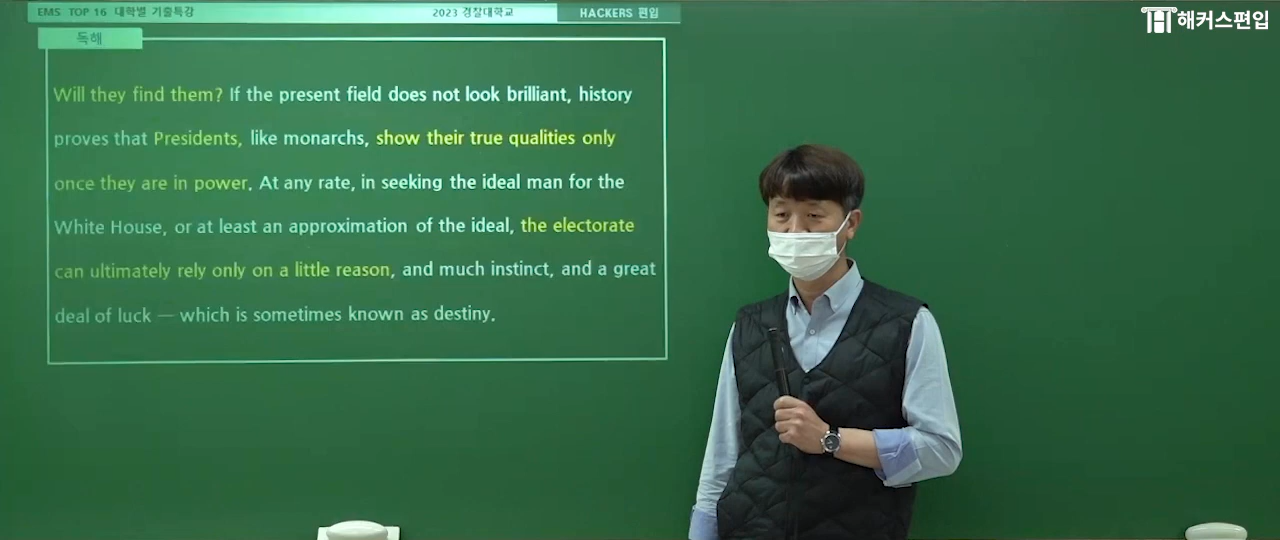 EMS TOP 16 대학별 기출특강
2023 경찰대학교
HACKERS 편입
해커스편입
독해
Will they find them? If the present field does not look brilliant, history
proves that Presidents, like monarchs, show their true qualities only
once they are in power. At any rate, in seeking the ideal man for the
White House, or at least an approximation of the ideal, the electorate
can ultimately rely only on a little reason, and much instinct, and a great
deal of luck — which is sometimes known as destiny.